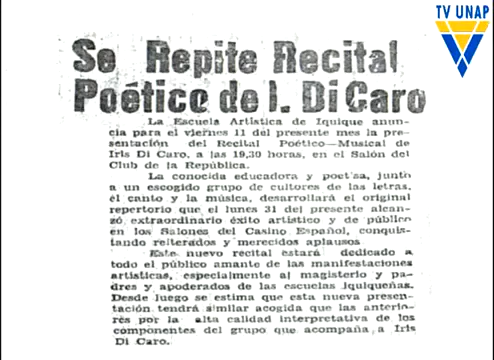 TV UNAP
Se Repite Recital
Poético de I. Di Caro
La Escuela Artística de Iquique anun-
cia para el viernes 11 del presente mes la pre-
sentación del Recital Poético—Musical de
Iris Di Caro, a las 19,30 horas, en el Salón del
Club de la República.
La conocida educadora y poetisa, junto
a un escogido grupo de cultores de las letras,
el canto y la música, desarrollará el original
repertorio que el lunes 31 del presente alcan-
zó extraordinario éxito artístico y de público
en los Salones del Casino Español, conquis-
tando reiterados y merecidos aplausos
Este nuevo recital estará dedicado a
todo el público amante de las manifestaciones
artísticas, especialmente al magisterio y pa-
dres y apoderados de las escuelas iquiqueñas.
Desde luego se estima que esta nueva presen-
tación tendrá similar acogida que las anterio-
res por la alta calidad interpretativa de los
componentes del grupo que acompaña a Iris
Di Caro.